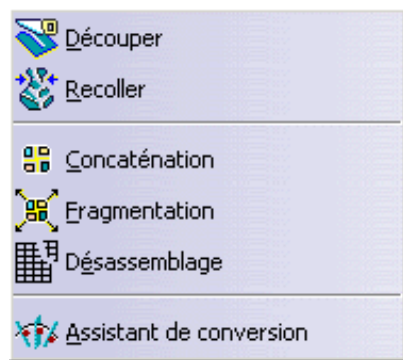 Découper
Recoller
Concaténation
Fragmentation
Désassemblage
Assistant de conversion